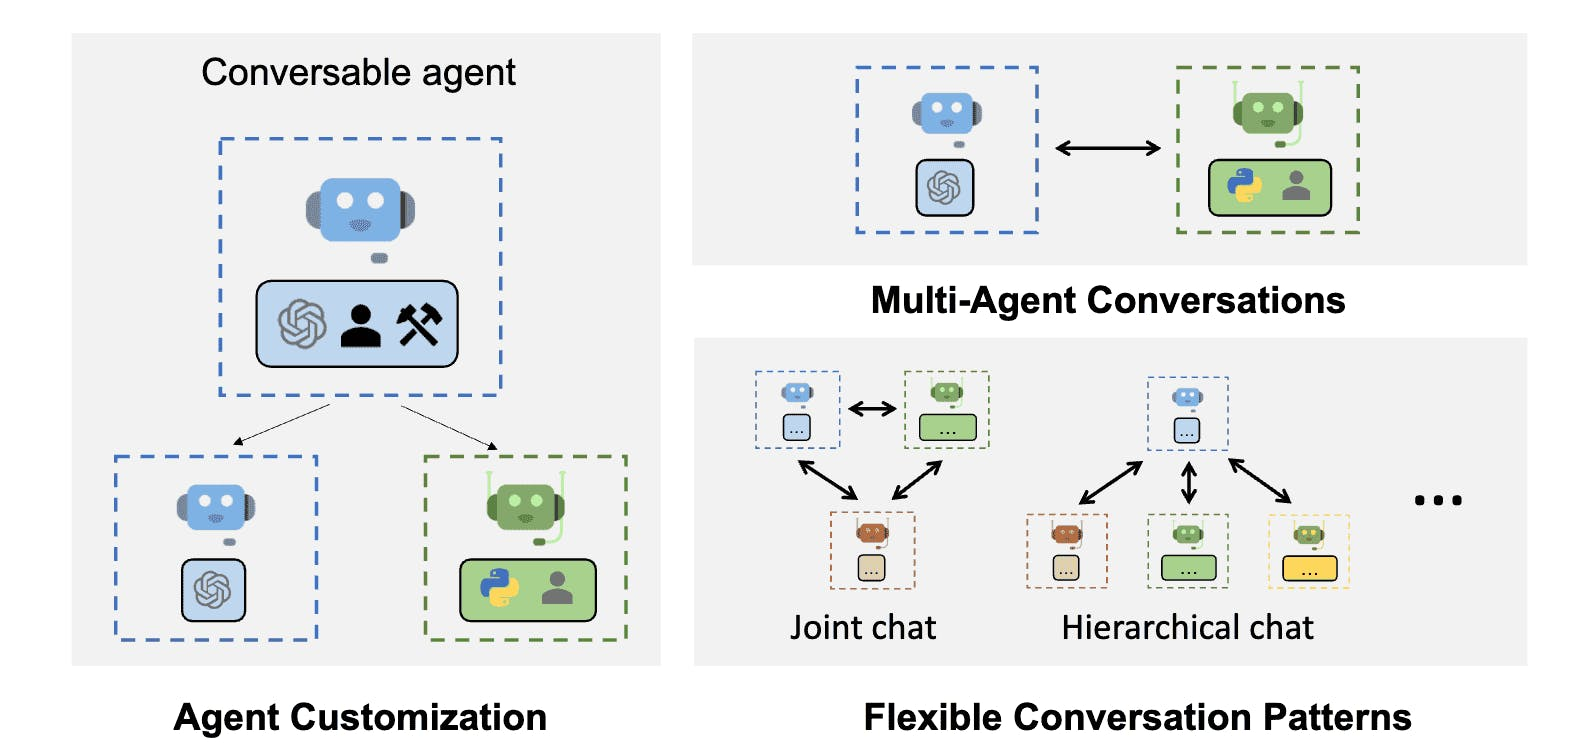 Conversable agent
Agent Customization
Multi-Agent Conversations
...
...
...
Joint chat
...
...
...
...
Hierarchical chat
...
Flexible Conversation Patterns